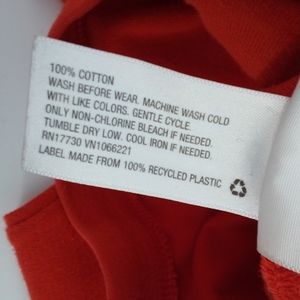 100% COTTON
WASH BEFORE WEAR. MACHINE WASH COLD
WITH LIKE COLORS. GENTLE CYCLE.
ONLY NON-CHLORINE BLEACH IF NEEDED.
TUMBLE DRY LOW. COOL IRON IF NEEDED.
RN17730 VN1066221
LABEL MADE FROM 100% RECYCLED PLASTIC